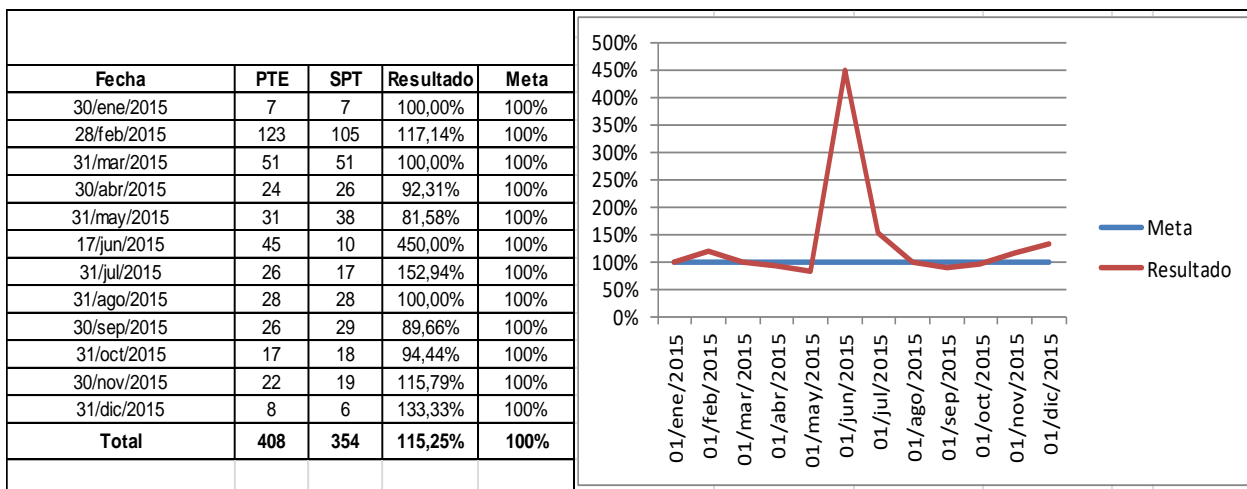 Fecha PTE SPT Resultado Meta
30/ene/2015 7 7 100,00% 100%
28/feb/2015 123 105 117,14% 100%
31/mar/2015 51 51 100,00% 100%
30/abr/2015 24 26 92,31% 100%
31/may/2015 31 38 81,58% 100%
17/jun/2015 45 10 450,00% 100%
31/jul/2015 26 17 152,94% 100%
31/ago/2015 28 28 100,00% 100%
30/sep/2015 26 29 89,66% 100%
31/oct/2015 17 18 94,44% 100%
30/nov/2015 22 19 115,79% 100%
31/dic/2015 8 6 133,33% 100%
Total 408 354 115,25% 100%
500%
450%
400%
350%
300%
250%
200%
150%
100%
50%
0%
01/ene/2015
01/feb/2015
01/mar/2015
01/abr/2015
01/may/2015
01/jun/2015
01/jul/2015
01/ago/2015
01/sep/2015
01/oct/2015
01/nov/2015
01/dic/2015
Meta
Resultado